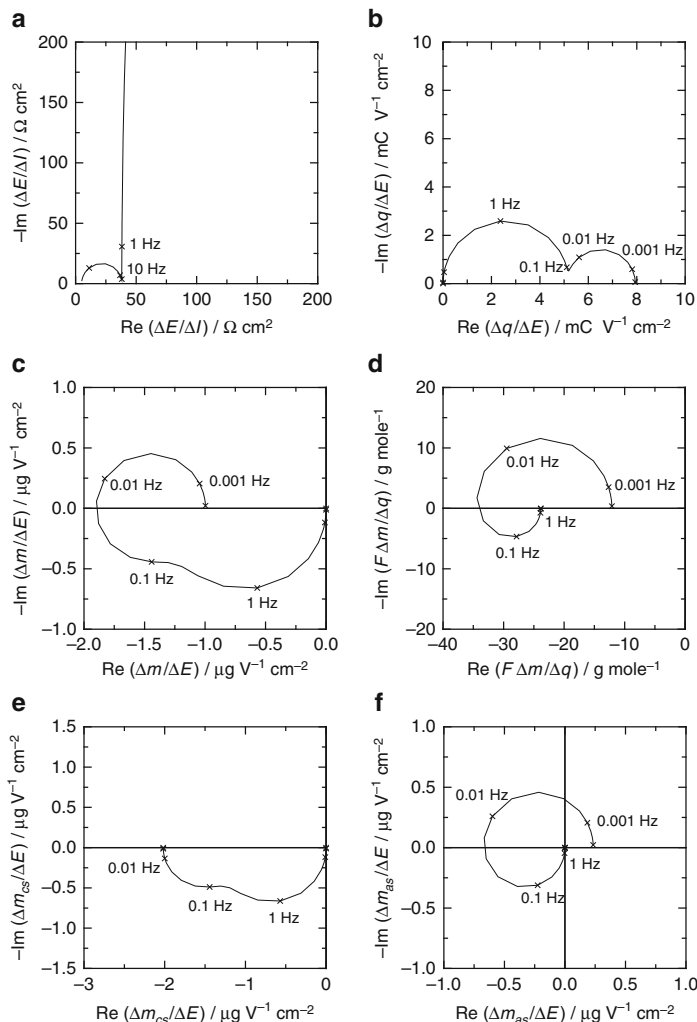 a
200
150
100
50
0
0 50 100 150 200
1 Hz
10 Hz
–Im (ΔE/ΔI) / Ω cm²
Re (ΔE/ΔI) / Ω cm²
b
10
8
6
4
2
0
0 2 4 6 8 10
1 Hz
0.01 Hz
0.1 Hz
0.001 Hz
–Im (Δq/ΔE) / mC V⁻¹ cm⁻²
Re (Δq/ΔE) / mC V⁻¹ cm⁻²
c
1.0
0.5
0.0
–0.5
–1.0
–2.0 –1.5 –1.0 –0.5 0.0
0.01 Hz
0.001 Hz
0.1 Hz
1 Hz
–Im (Δm/ΔE) / μg V⁻¹ cm⁻²
Re (Δm/ΔE) / μg V⁻¹ cm⁻²
d
20
10
0
–10
–20
–40 –30 –20 –10 0
0.01 Hz
0.001 Hz
1 Hz
0.1 Hz
–Im (FΔm/Δq) / g mole⁻¹
Re (FΔm/Δq) / g mole⁻¹
e
1.5
1.0
0.5
0.0
–0.5
–1.0
–1.5
–3 –2 –1 0
0.01 Hz
0.1 Hz
1 Hz
–Im (Δmcs/ΔE) / μg V⁻¹ cm⁻²
Re (Δmcs/ΔE) / μg V⁻¹ cm⁻²
f
1.0
0.5
0.0
–0.5
–1.0
–1.0 –0.5 0.0 0.5 1.0
0.01 Hz
0.001 Hz
1 Hz
0.1 Hz
–Im (Δmas/ΔE / μg V⁻¹ cm⁻²
Re (Δmas/ΔE) / μg V⁻¹ cm⁻²